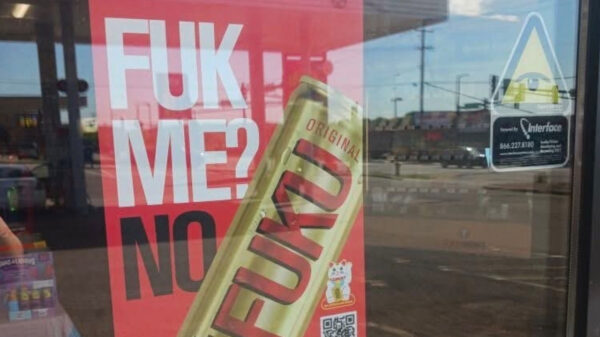 FUK
ME?
NO
ORIGINAL
FUKU
Interface
866.227.8180